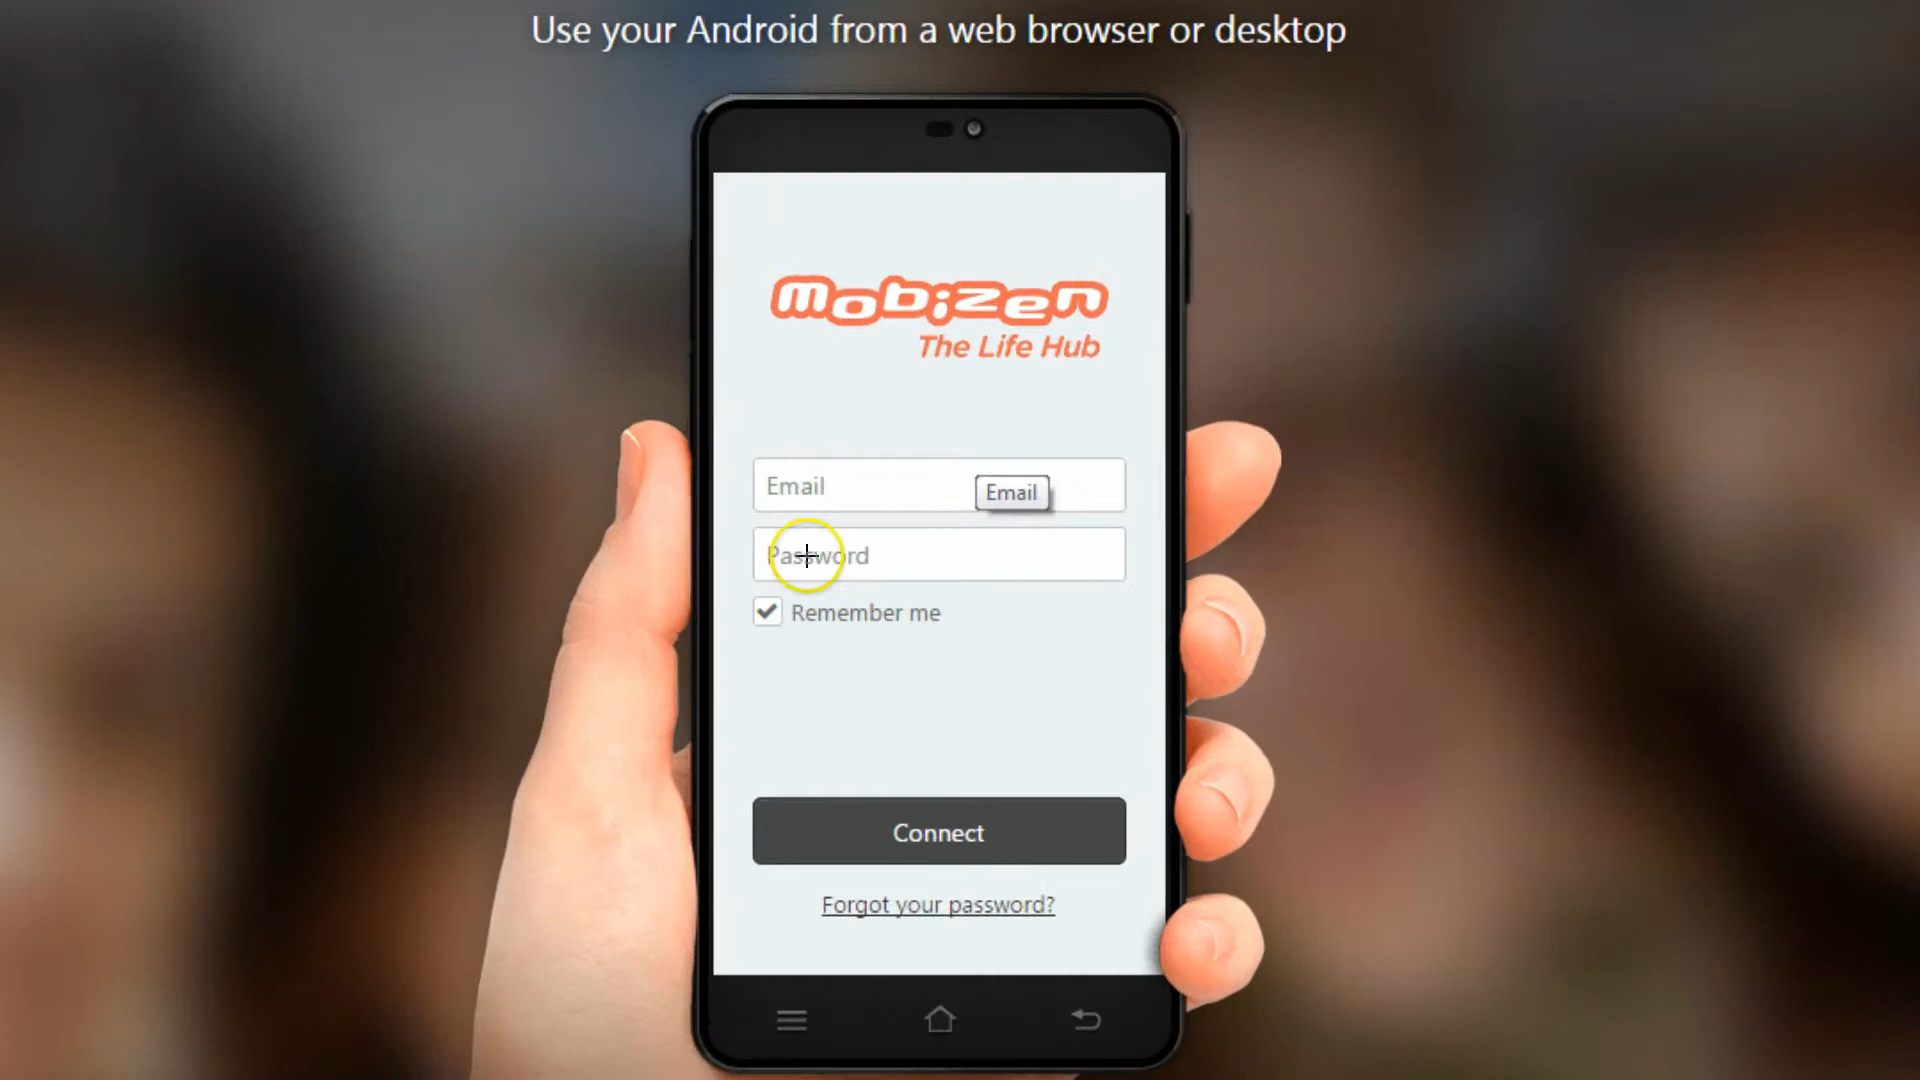 Use your Android from a web browser or desktop
mobizen
The Life Hub
Email
Email
Password
Remember me
Connect
Forgot your password?